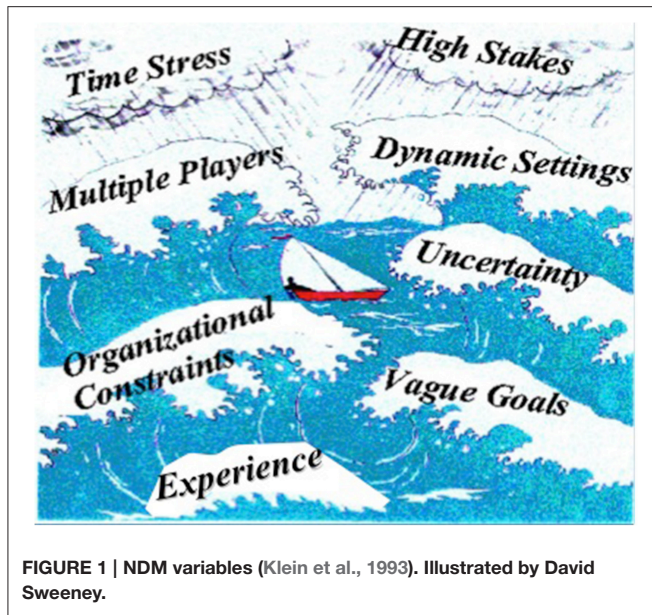 Time Stress
High Stakes
Multiple Players
Dynamic Settings
Uncertainty
Organizational
Constraints
Vague Goals
Experience
FIGURE 1 | NDM variables (Klein et al., 1993). Illustrated by David
Sweeney.